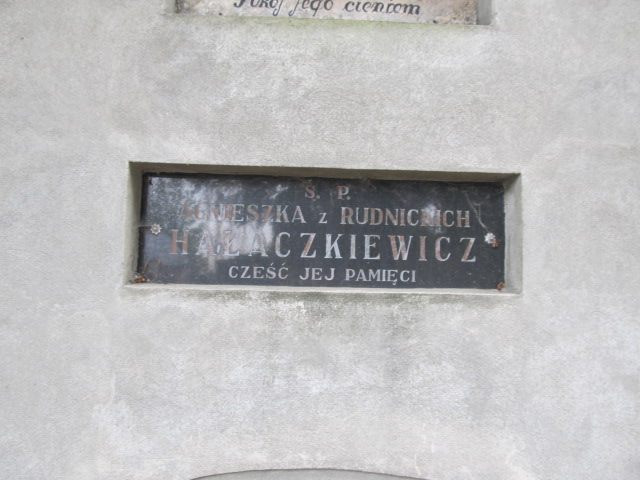 Pokój jego cieniom
Ś. P.
AGNIESZKA z RUDNICKICH
HAŁACZKIEWICZ
CZEŚĆ JEJ PAMIĘCI